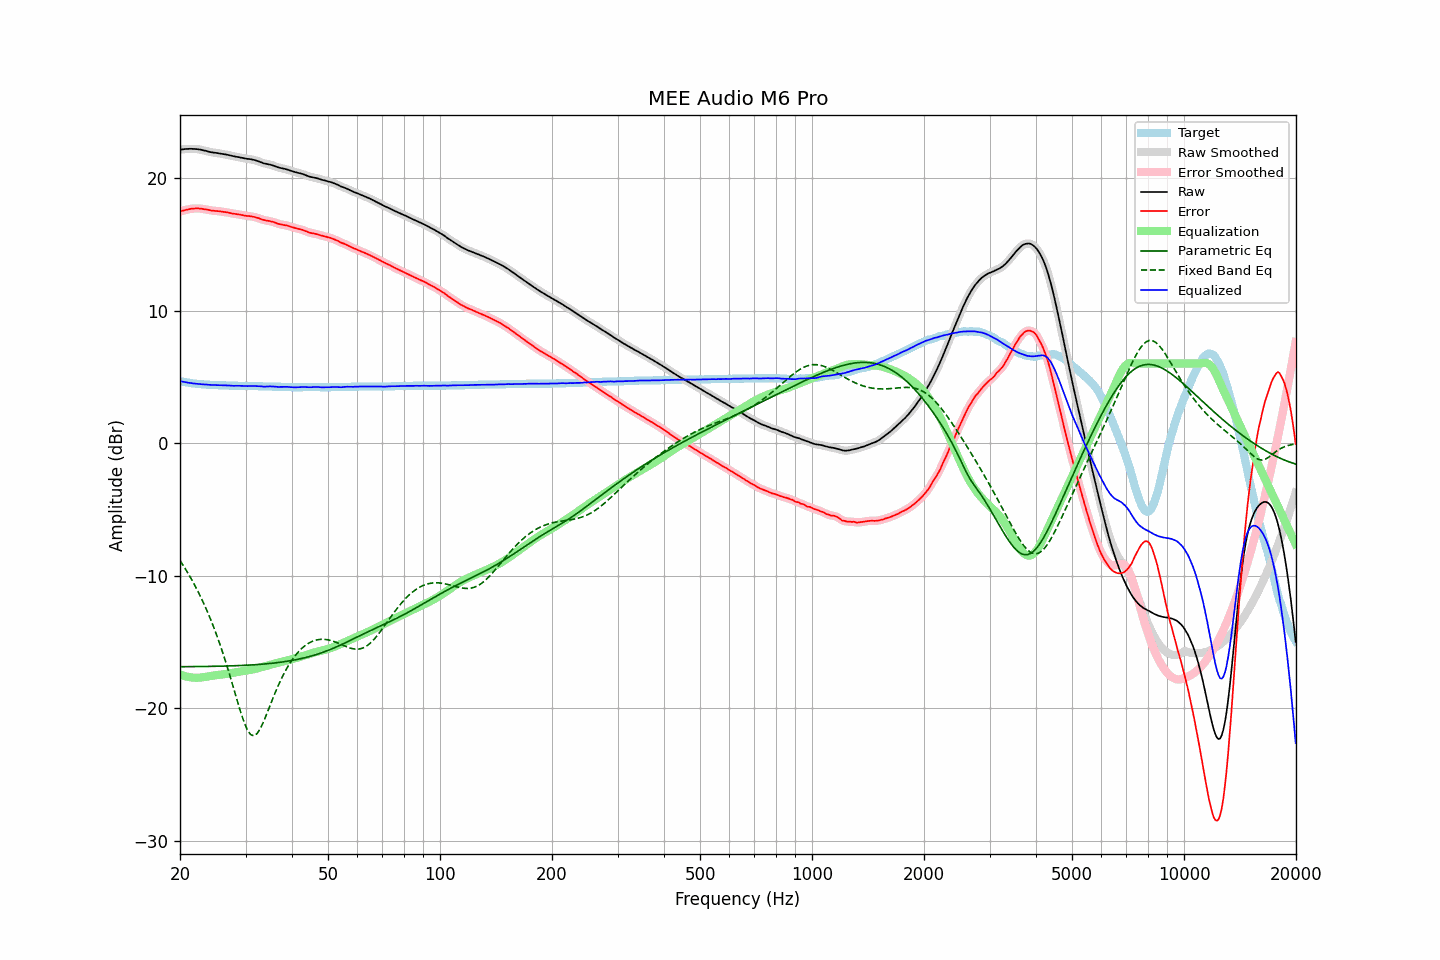 MEE Audio M6 Pro
Target
Raw Smoothed
Error Smoothed
Raw
Error
Equalization
Parametric Eq
Fixed Band Eq
Equalized
Amplitude (dBr)
20
10
0
−10
−20
−30
20 50 100 200 500 1000 2000 5000 10000 20000
Frequency (Hz)